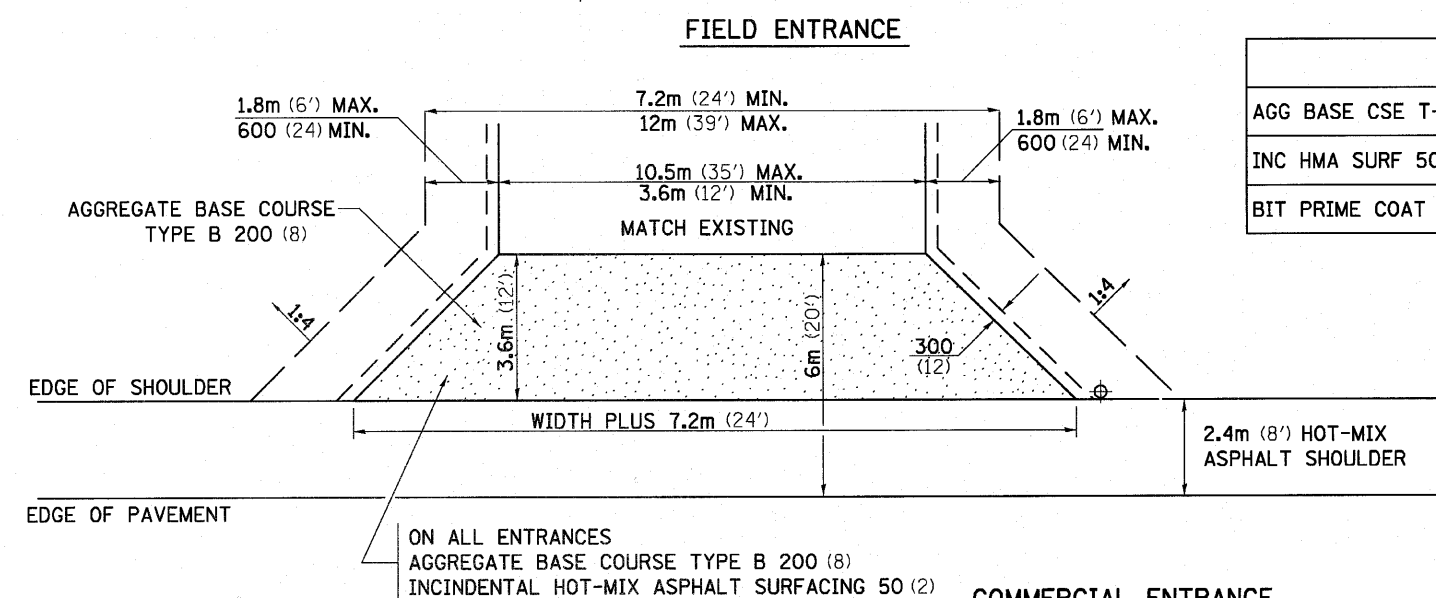 FIELD ENTRANCE
1.8m (6') MAX.
600 (24) MIN.
7.2m (24') MIN.
12m (39') MAX.
1.8m (6') MAX.
600 (24) MIN.
10.5m (35') MAX.
3.6m (12') MIN.
MATCH EXISTING
AGGREGATE BASE COURSE
TYPE B 200 (8)
1:4
3.6m (12')
6m (20')
300
(12)
1:4
EDGE OF SHOULDER
WIDTH PLUS 7.2m (24')
2.4m (8') HOT-MIX
ASPHALT SHOULDER
EDGE OF PAVEMENT
ON ALL ENTRANCES
AGGREGATE BASE COURSE TYPE B 200 (8)
INCINDENTAL HOT-MIX ASPHALT SURFACING 50 (2)
COMMERCIAL ENTRANCE
AGG BASE CSE T-
INC HMA SURF 50
BIT PRIME COAT